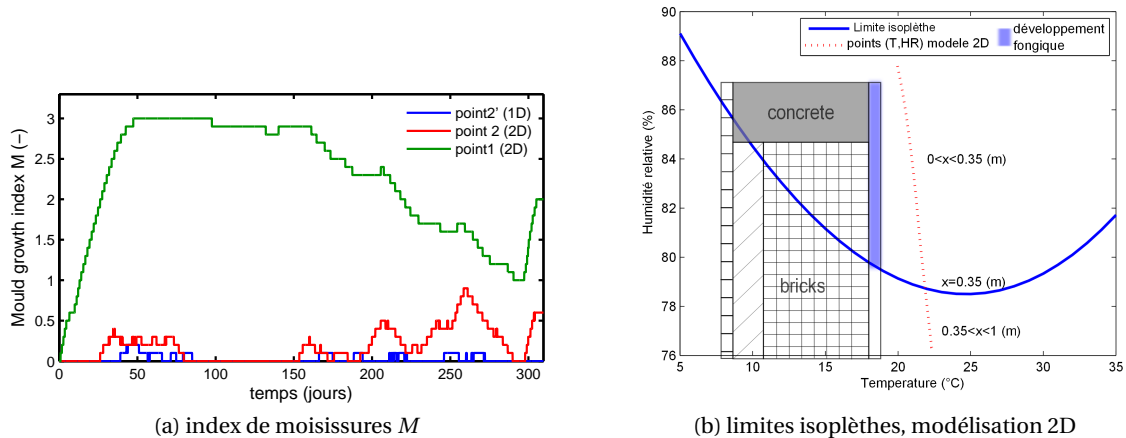 Mould growth index M (–)
3
2.5
2
1.5
1
0.5
0
0 50 100 150 200 250 300
temps (jours)
point2' (1D)
point 2 (2D)
point1 (2D)
(a) index de moisissures M
Humidité relative (%)
90
88
86
84
82
80
78
76
5 10 15 20 25 30 35
Temperature (°C)
Limite isoplèthe
points (T,HR) modele 2D
développement
fongique
concrete
bricks
0<x<0.35 (m)
x=0.35 (m)
0.35<x<1 (m)
(b) limites isoplèthes, modélisation 2D